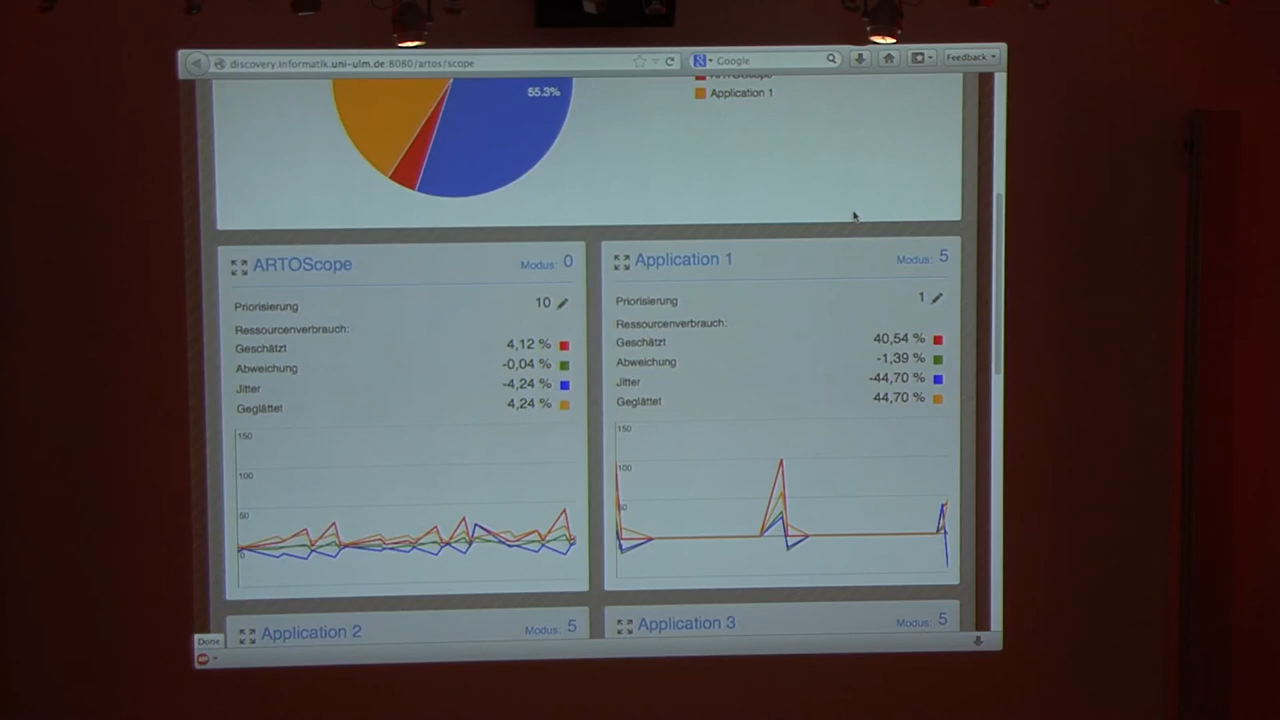 discovery.informatik.uni-ulm.de:8080/artos/scope
Google
Feedback
55.3%
ARTOScope
Application 1
ARTOScope
Modus: 0
Priorisierung 10
Ressourcenverbrauch:
Geschätzt 4,12 %
Abweichung -0,04 %
Jitter -4,24 %
Geglättet 4,24 %
150
100
50
0
Application 1
Modus: 5
Priorisierung 1
Ressourcenverbrauch:
Geschätzt 40,54 %
Abweichung -1,39 %
Jitter -44,70 %
Geglättet 44,70 %
150
100
50
Application 2
Modus: 5
Application 3
Modus: 5
Done
ABP